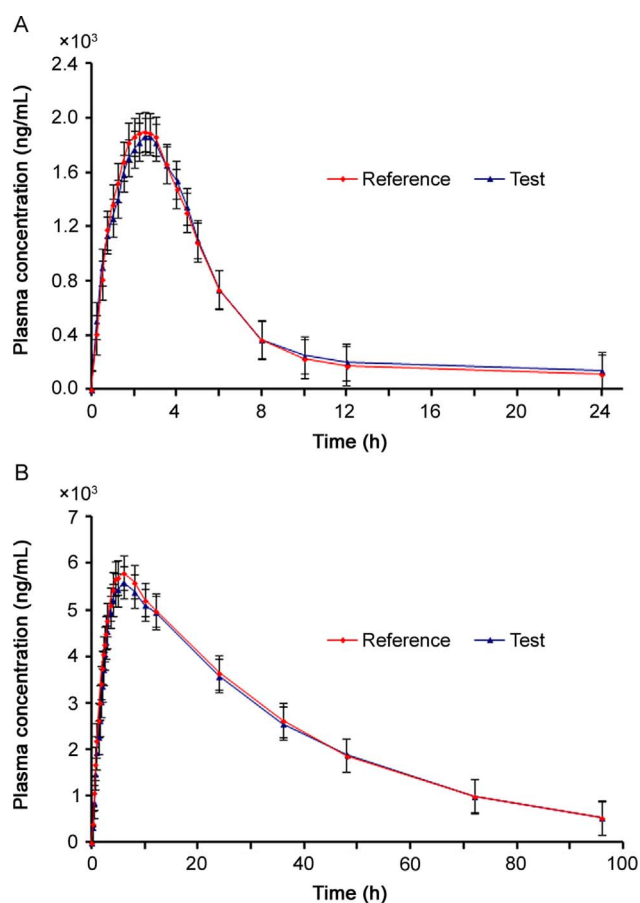 A
×10³
Plasma concentration (ng/mL)
2.4
2.0
1.6
1.2
0.8
0.4
0.0
Reference
Test
0 4 8 12 16 20 24
Time (h)
B
×10³
Plasma concentration (ng/mL)
7
6
5
4
3
2
1
0
Reference
Test
0 20 40 60 80 100
Time (h)